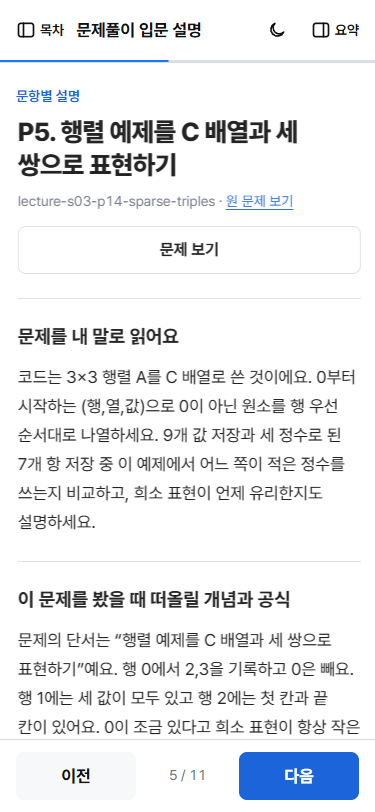 목차 문제풀이 입문 설명 요약
문항별 설명
P5. 행렬 예제를 C 배열과 세
쌍으로 표현하기
lecture-s03-p14-sparse-triples · 원 문제 보기
문제 보기
문제를 내 말로 읽어요
코드는 3×3 행렬 A를 C 배열로 쓴 것이에요. 0부터
시작하는 (행,열,값)으로 0이 아닌 원소를 행 우선
순서대로 나열하세요. 9개 값 저장과 세 정수로 된
7개 항 저장 중 이 예제에서 어느 쪽이 적은 정수를
쓰는지 비교하고, 희소 표현이 언제 유리한지도
설명하세요.
이 문제를 봤을 때 떠올릴 개념과 공식
문제의 단서는 “행렬 예제를 C 배열과 세 쌍으로
표현하기”예요. 행 0에서 2,3을 기록하고 0은 빼요.
행 1에는 세 값이 모두 있고 행 2에는 첫 칸과 끝
칸이 있어요. 0이 조금 있다고 희소 표현이 항상 작은
이전 5 / 11 다음